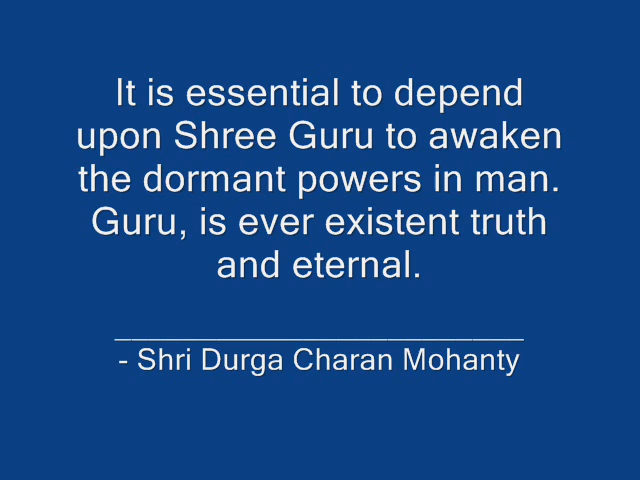 It is essential to depend
upon Shree Guru to awaken
the dormant powers in man.
Guru, is ever existent truth
and eternal.
________________________
- Shri Durga Charan Mohanty